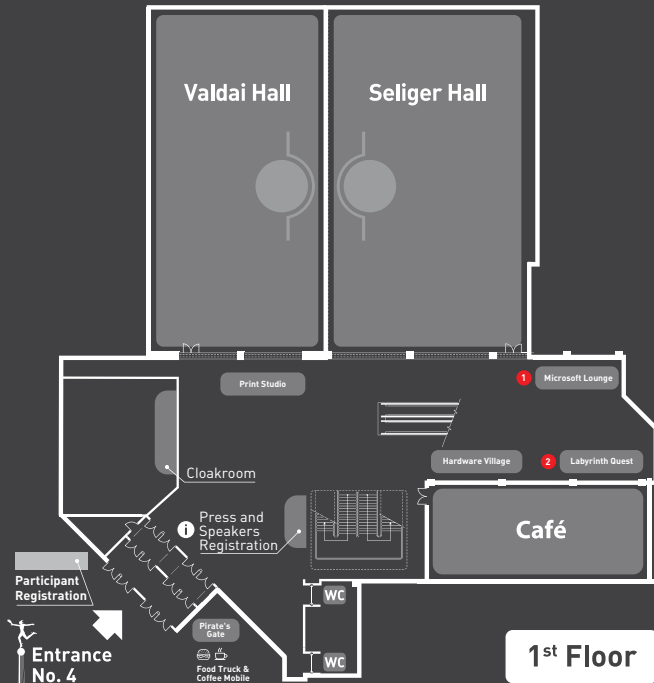 Valdai Hall
Seliger Hall
Print Studio
1
Microsoft Lounge
Hardware Village
2
Labyrinth Quest
Cloakroom
i
Press and
Speakers
Registration
Café
Participant
Registration
WC
Pirate's
Gate
Entrance
No. 4
Food Truck &
Coffee Mobile
WC
1st Floor